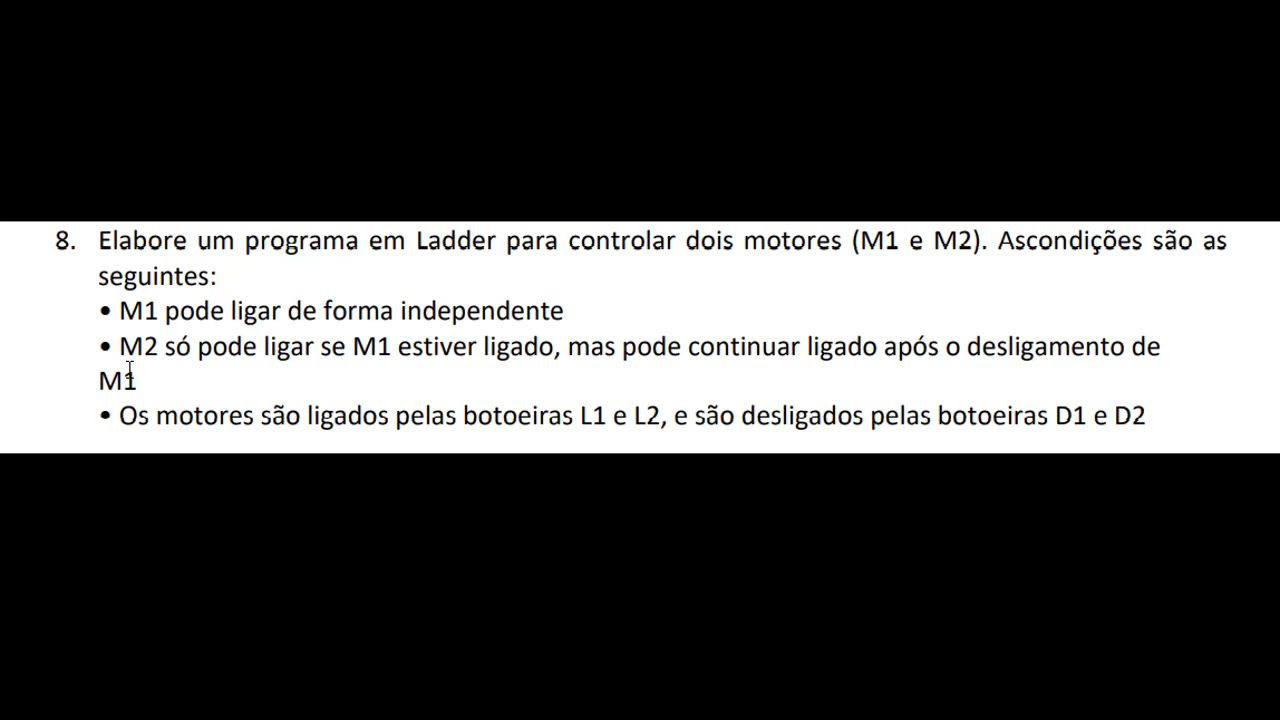 8. Elabore um programa em Ladder para controlar dois motores (M1 e M2). Ascondições são as
seguintes:
• M1 pode ligar de forma independente
• M2 só pode ligar se M1 estiver ligado, mas pode continuar ligado após o desligamento de
M1
• Os motores são ligados pelas botoeiras L1 e L2, e são desligados pelas botoeiras D1 e D2